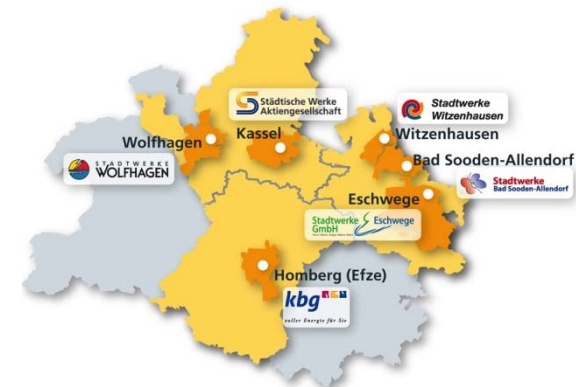 Städtische Werke
Aktiengesellschaft
Stadtwerke
Witzenhausen
Wolfhagen
Kassel
Witzenhausen
STADTWERKE
WOLFHAGEN
Bad Sooden-Allendorf
Stadtwerke
Bad Sooden-Allendorf
Eschwege
Stadtwerke Eschwege
GmbH
Homberg (Efze)
kbg
voller Energie für Sie